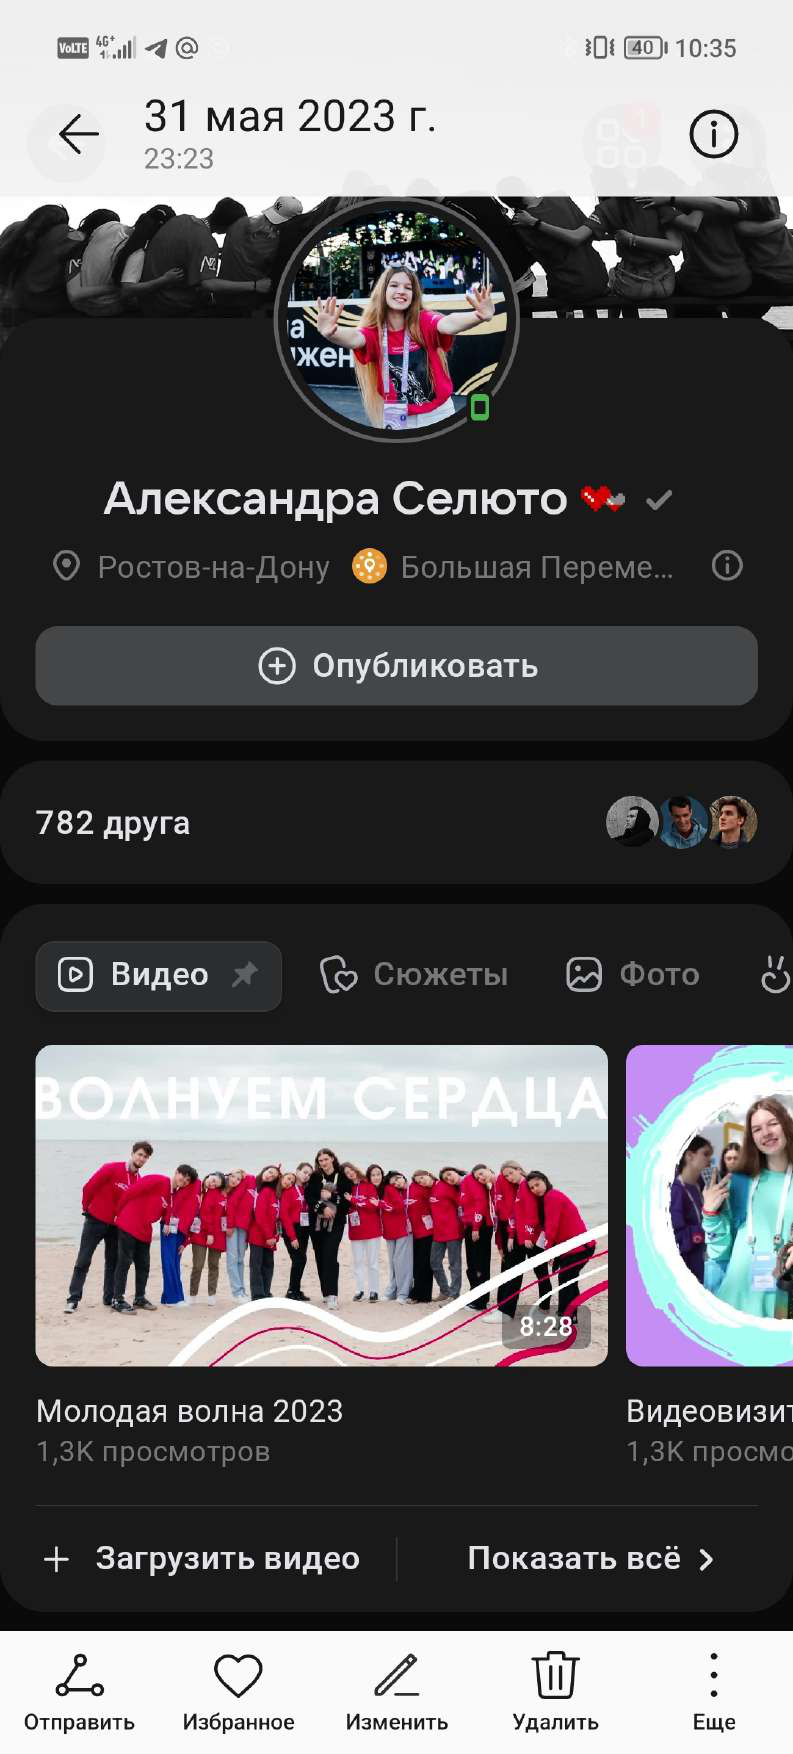 VoLTE 4G+ 40 10:35
31 мая 2023 г.
23:23
1
а
жен
Александра Селюто
Ростов-на-Дону Большая Переме...
Опубликовать
782 друга
Видео Сюжеты Фото
ВОЛНУЕМ СЕРДЦА
8:28
Молодая волна 2023 Видеовизит
1,3K просмотров 1,3K просмо
Загрузить видео Показать всё
Отправить Избранное Изменить Удалить Еще